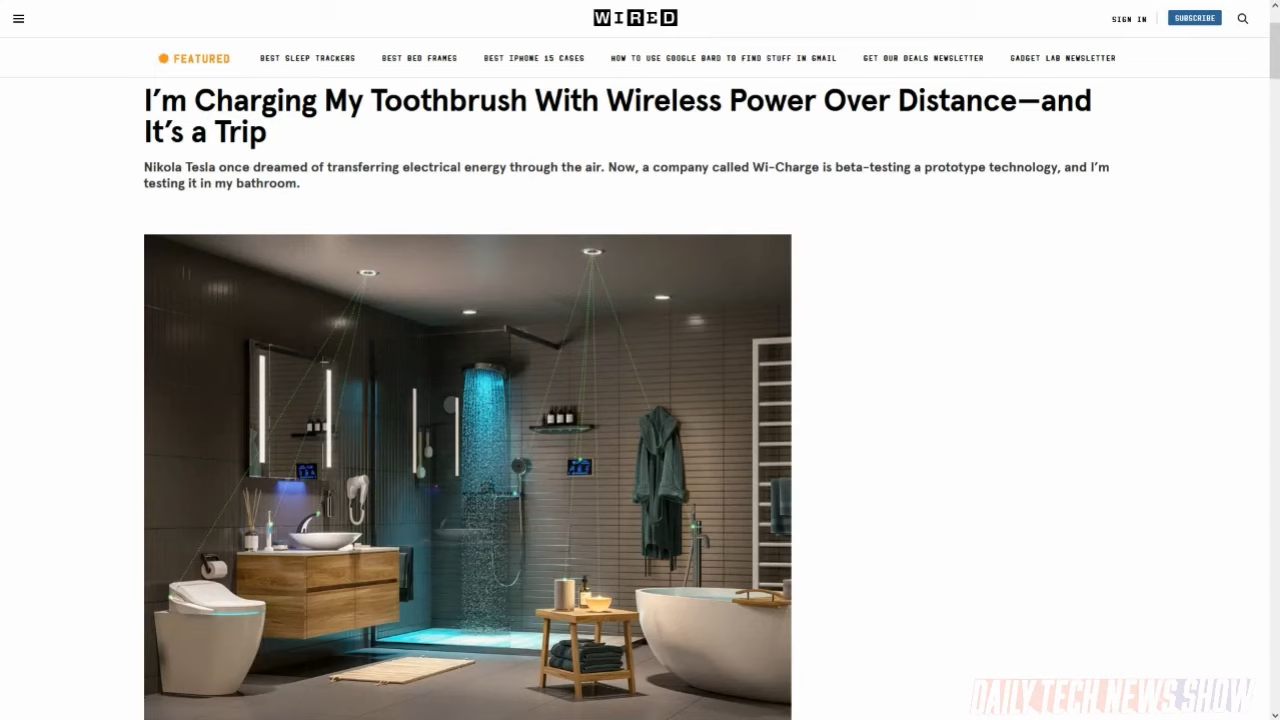 WIRED
SIGN IN
SUBSCRIBE
FEATURED
BEST SLEEP TRACKERS
BEST BED FRAMES
BEST IPHONE 15 CASES
HOW TO USE GOOGLE BARD TO FIND STUFF IN GMAIL
GET OUR DEALS NEWSLETTER
GADGET LAB NEWSLETTER
I’m Charging My Toothbrush With Wireless Power Over Distance—and
It’s a Trip
Nikola Tesla once dreamed of transferring electrical energy through the air. Now, a company called Wi-Charge is beta-testing a prototype technology, and I’m
testing it in my bathroom.
DAILY TECH NEWS SHOW